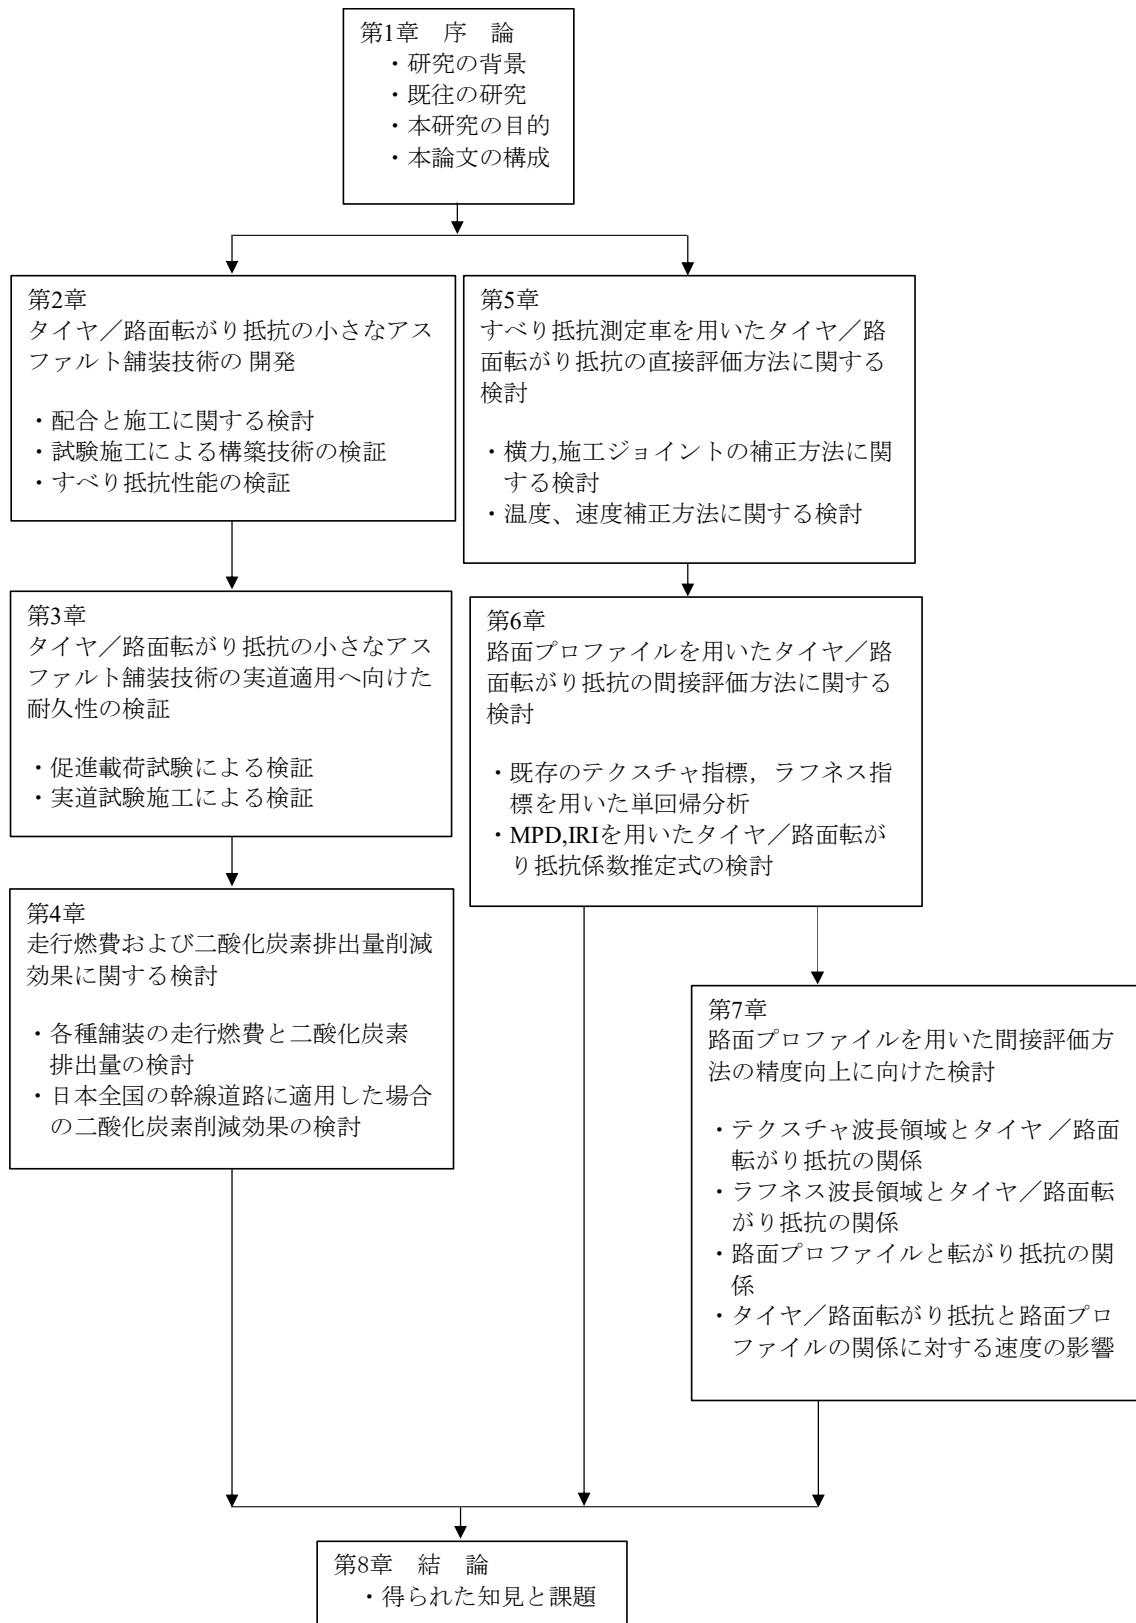 第1章　序　論
・研究の背景
・既往の研究
・本研究の目的
・本論文の構成
第2章
タイヤ／路面転がり抵抗の小さなアス
ファルト舗装技術の 開発
・配合と施工に関する検討
・試験施工による構築技術の検証
・すべり抵抗性能の検証
第3章
タイヤ／路面転がり抵抗の小さなアス
ファルト舗装技術の実道適用へ向けた
耐久性の検証
・促進載荷試験による検証
・実道試験施工による検証
第4章
走行燃費および二酸化炭素排出量削減
効果に関する検討
・各種舗装の走行燃費と二酸化炭素
排出量の検討
・日本全国の幹線道路に適用した場合
の二酸化炭素削減効果の検討
第5章
すべり抵抗測定車を用いたタイヤ／路
面転がり抵抗の直接評価方法に関する
検討
・横力,施工ジョイントの補正方法に関
する検討
・温度、速度補正方法に関する検討
第6章
路面プロファイルを用いたタイヤ／路
面転がり抵抗の間接評価方法に関する
検討
・既存のテクスチャ指標，ラフネス指
標を用いた単回帰分析
・MPD,IRIを用いたタイヤ／路面転が
り抵抗係数推定式の検討
第7章
路面プロファイルを用いた間接評価方
法の精度向上に向けた検討
・テクスチャ波長領域とタイヤ ／路面
転がり抵抗の関係
・ラフネス波長領域とタイヤ／路面転
がり抵抗の関係
・路面プロファイルと転がり抵抗の関
係
・タイヤ／路面転がり抵抗と路面プロ
ファイルの関係に対する速度の影響
第8章　結　論
・得られた知見と課題